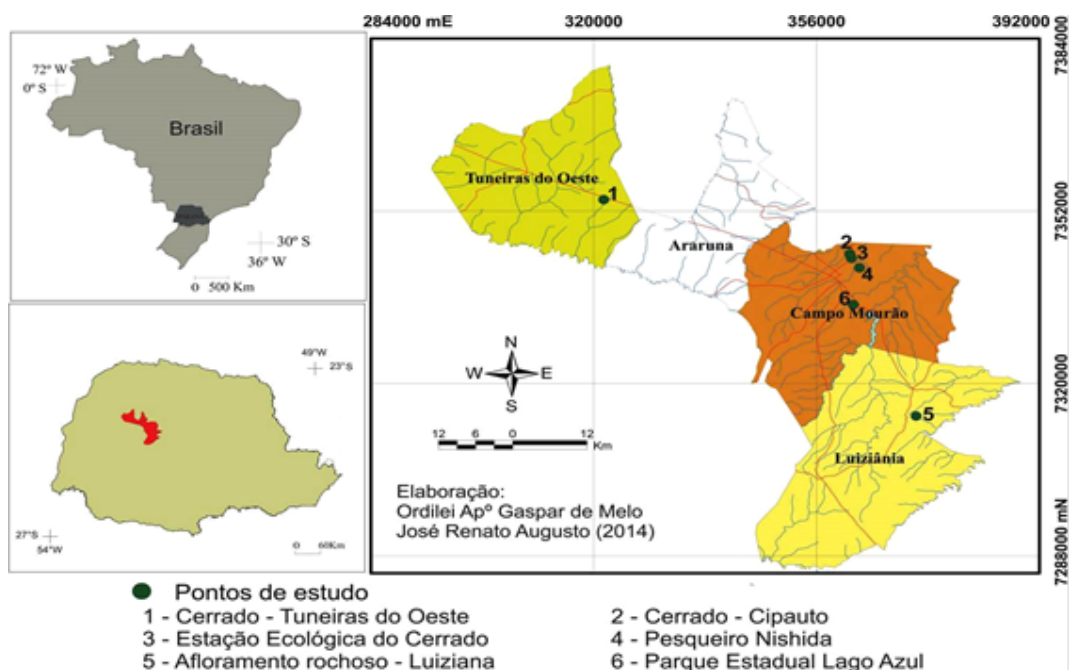 284000 mE 320000 356000 392000 mE
7384000
7352000
7320000
7288000 mN
72° W
0° S
Brasil
30° S
36° W
0 500 Km
49°W
23°S
27°S
54°W
0 60Km
Tuneiras do Oeste
1
Araruna
2
3
4
6
Campo Mourão
5
Luiziânia
N
W E
S
12 6 0 12
Km
Elaboração:
Ordilei Apº Gaspar de Melo
José Renato Augusto (2014)
Pontos de estudo
1 - Cerrado - Tuneiras do Oeste 2 - Cerrado - Cipauto
3 - Estação Ecológica do Cerrado 4 - Pesqueiro Nishida
5 - Afloramento rochoso - Luiziana 6 - Parque Estadual Lago Azul